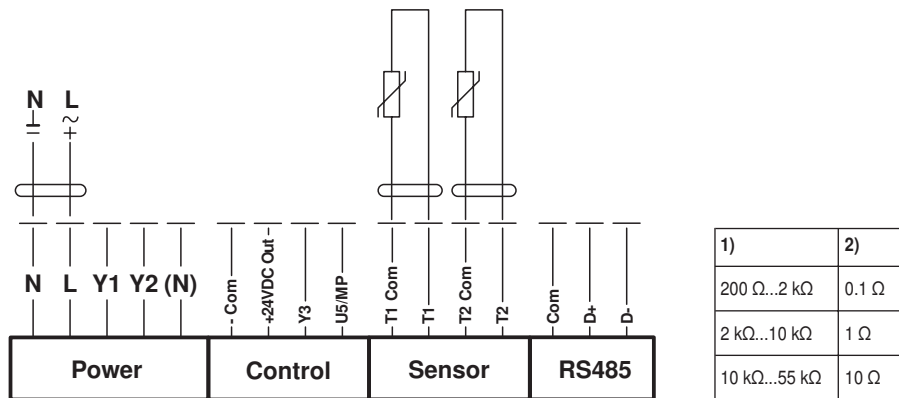 N L
⊥ ~
= +
N L Y1 Y2 (N)
- Com
+24VDC Out
Y3
U5/MP
T1 Com
T1
T2 Com
T2
Com
D+
D-
Power Control Sensor RS485
1) 2)
200 Ω...2 kΩ 0.1 Ω
2 kΩ...10 kΩ 1 Ω
10 kΩ...55 kΩ 10 Ω